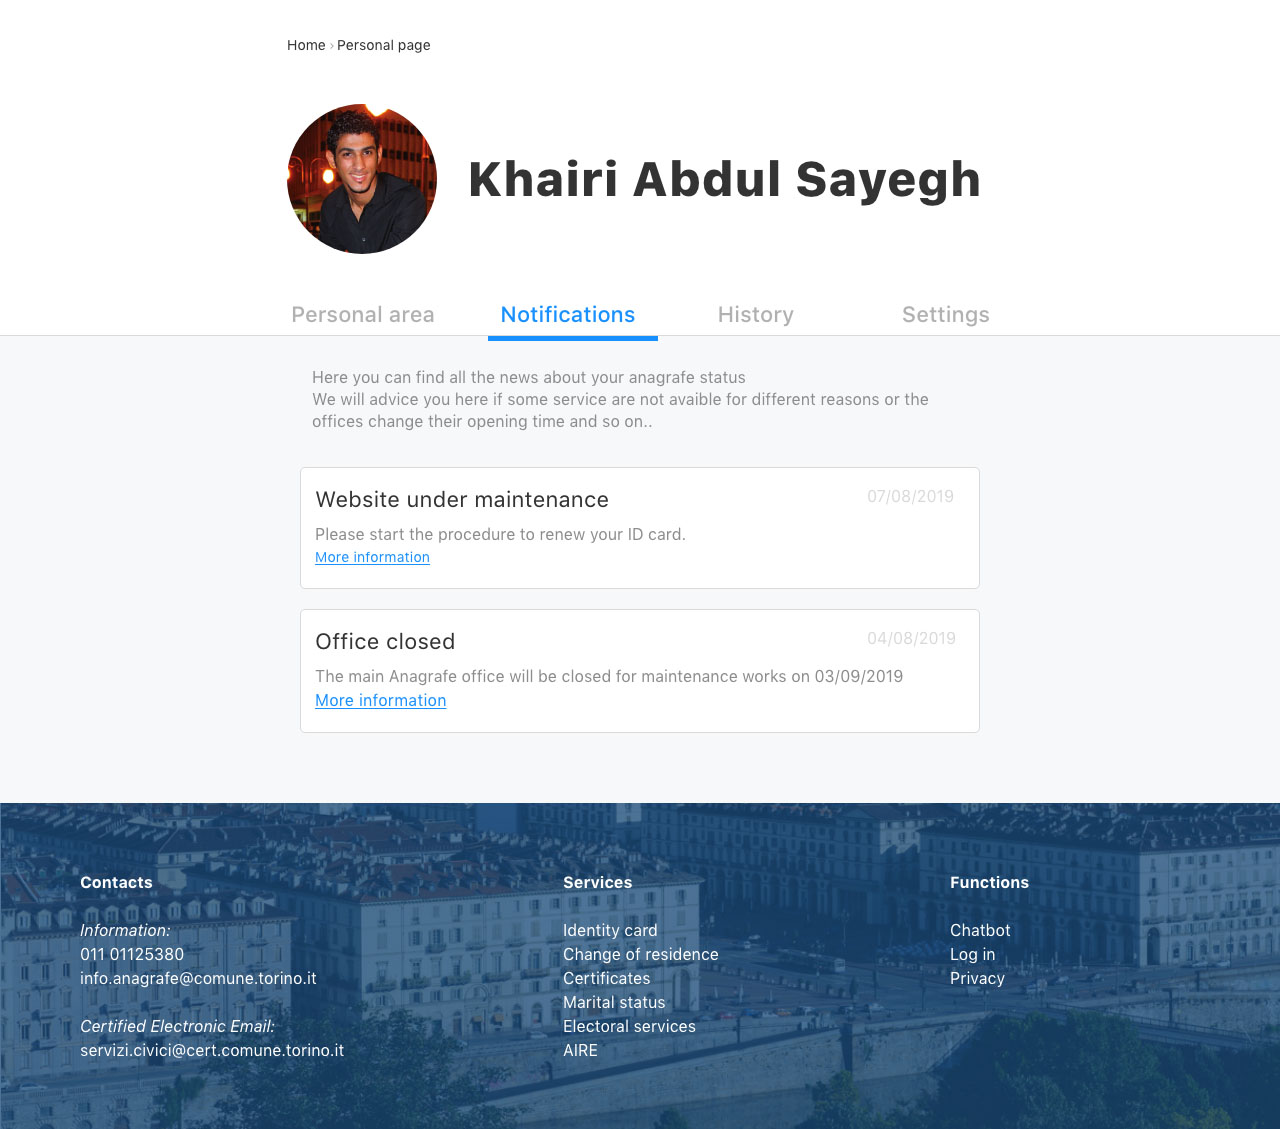 Home › Personal page
Khairi Abdul Sayegh
Personal area
Notifications
History
Settings
Here you can find all the news about your anagrafe status
We will advice you here if some service are not avaible for different reasons or the
offices change their opening time and so on..
Website under maintenance
07/08/2019
Please start the procedure to renew your ID card.
More information
Office closed
04/08/2019
The main Anagrafe office will be closed for maintenance works on 03/09/2019
More information
Contacts
Information:
011 01125380
info.anagrafe@comune.torino.it
Certified Electronic Email:
servizi.civici@cert.comune.torino.it
Services
Identity card
Change of residence
Certificates
Marital status
Electoral services
AIRE
Functions
Chatbot
Log in
Privacy